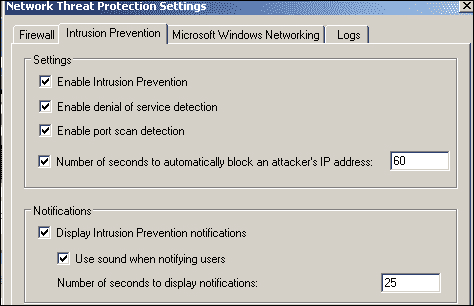 Network Threat Protection Settings
Firewall Intrusion Prevention Microsoft Windows Networking Logs
Settings
Enable Intrusion Prevention
Enable denial of service detection
Enable port scan detection
Number of seconds to automatically block an attacker's IP address: 60
Notifications
Display Intrusion Prevention notifications
Use sound when notifying users
Number of seconds to display notifications: 25